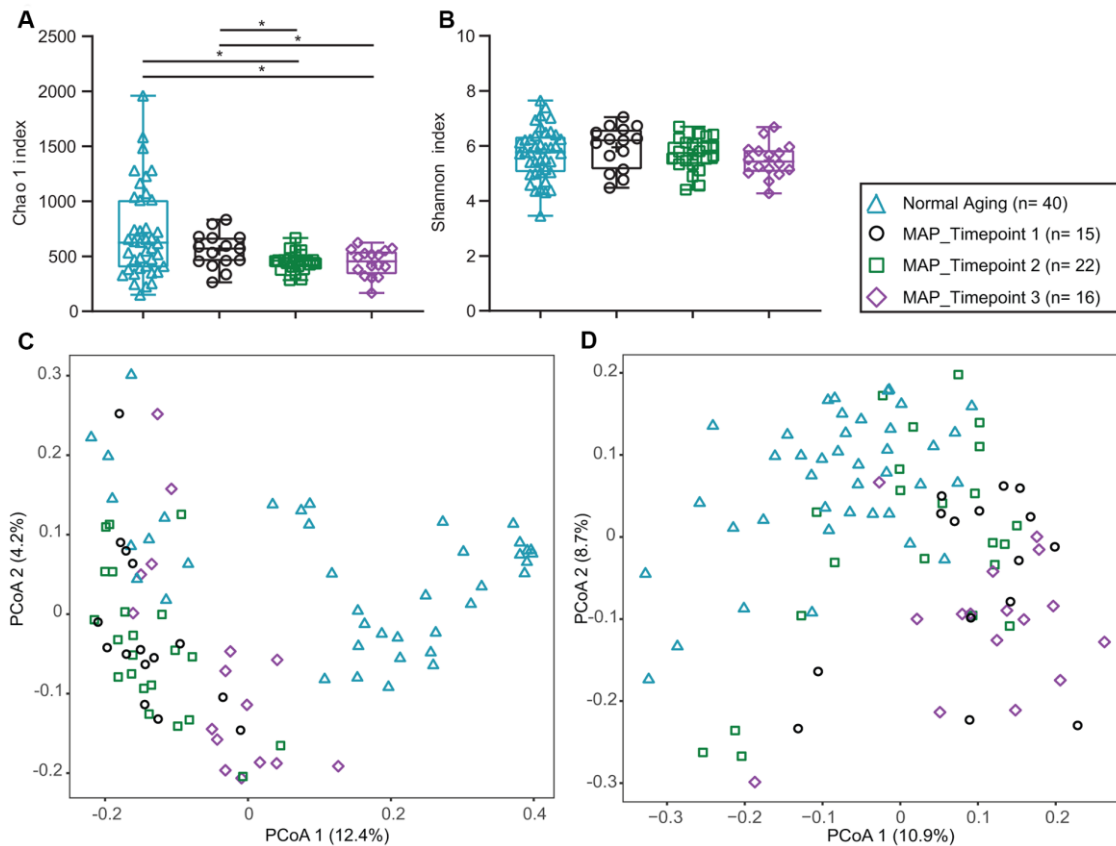 A
Chao 1 index
2500
2000
1500
1000
500
0
*
*
*
*
B
Shannon index
10
8
6
4
2
0
Normal Aging (n= 40)
MAP_Timepoint 1 (n= 15)
MAP_Timepoint 2 (n= 22)
MAP_Timepoint 3 (n= 16)
C
PCoA 2 (4.2%)
0.3
0.2
0.1
0
-0.1
-0.2
-0.2
0
0.2
0.4
PCoA 1 (12.4%)
D
PCoA 2 (8.7%)
0.2
0.1
0
-0.1
-0.2
-0.3
−0.3
−0.2
−0.1
0
0.1
0.2
PCoA 1 (10.9%)